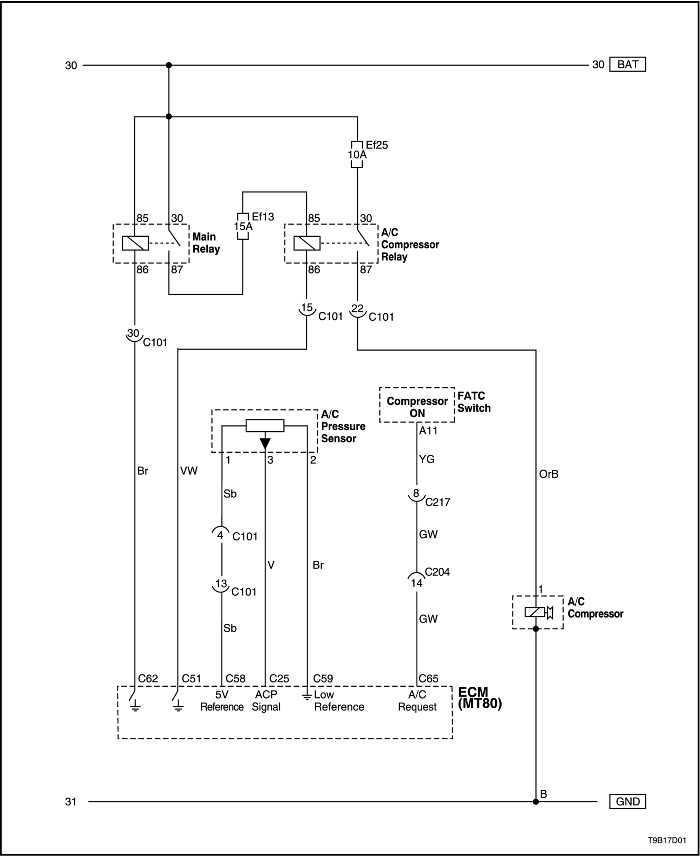 30
30 BAT
Ef25
10A
85 30
Main
Relay
86 87
Ef13
15A
85 30
A/C
Compressor
Relay
86 87
30 C101
15 C101
22 C101
A/C
Pressure
Sensor
1 3 2
Compressor
ON
FATC
Switch
A11
YG
Br
VW
Sb
8 C217
OrB
4 C101
GW
V
Br
13 C101
C204
14
Sb
GW
1
A/C
Compressor
C62 C51 C58 C25 C59 C65
5V
Reference
ACP
Signal
Low
Reference
A/C
Request
ECM
(MT80)
31
B
GND
T9B17D01